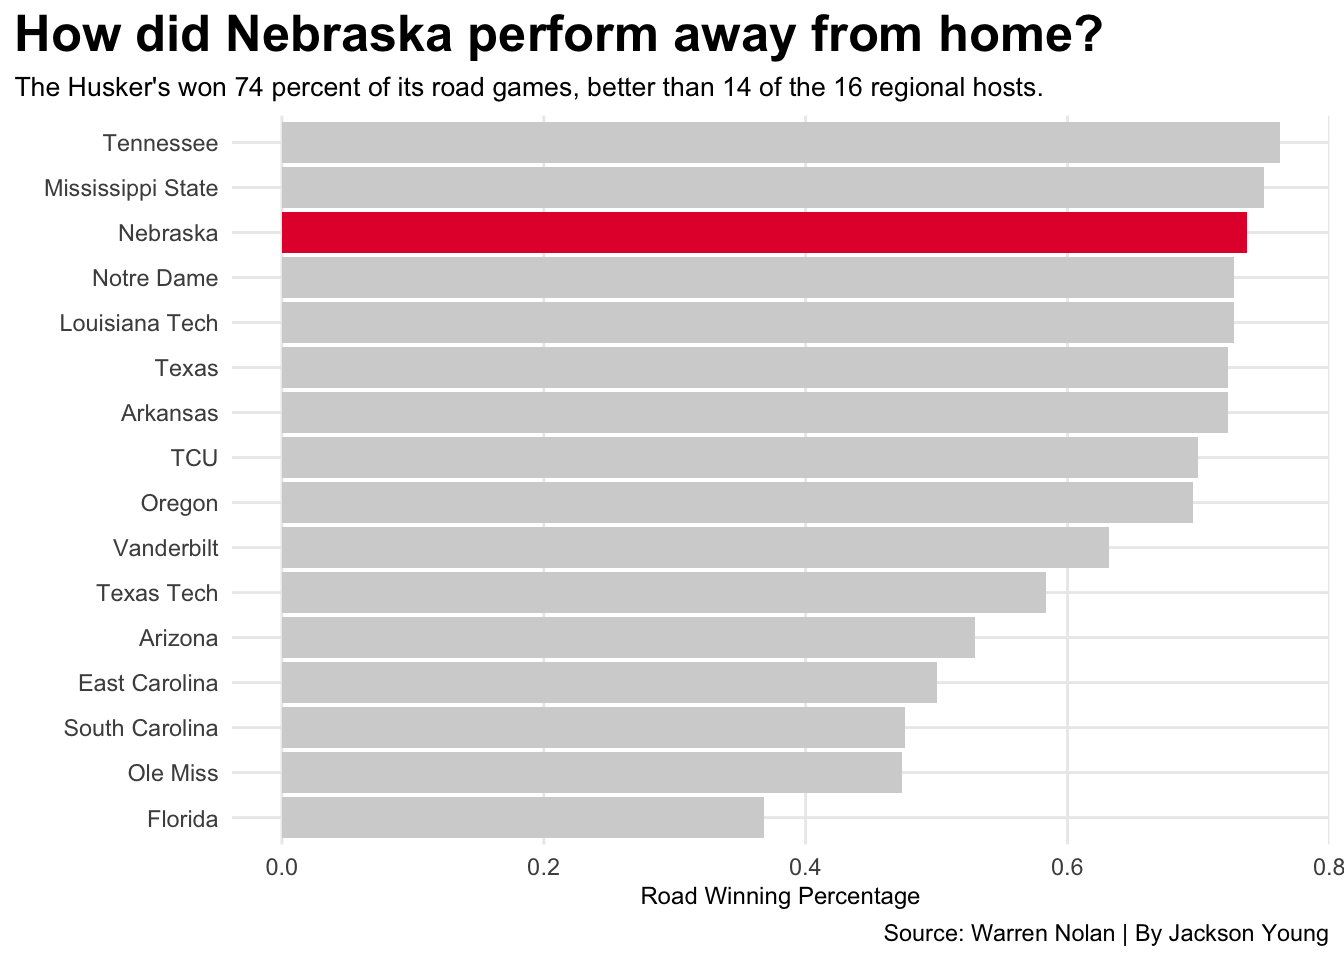 How did Nebraska perform away from home?
The Husker's won 74 percent of its road games, better than 14 of the 16 regional hosts.
Tennessee
Mississippi State
Nebraska
Notre Dame
Louisiana Tech
Texas
Arkansas
TCU
Oregon
Vanderbilt
Texas Tech
Arizona
East Carolina
South Carolina
Ole Miss
Florida
0.0 0.2 0.4 0.6 0.8
Road Winning Percentage
Source: Warren Nolan | By Jackson Young